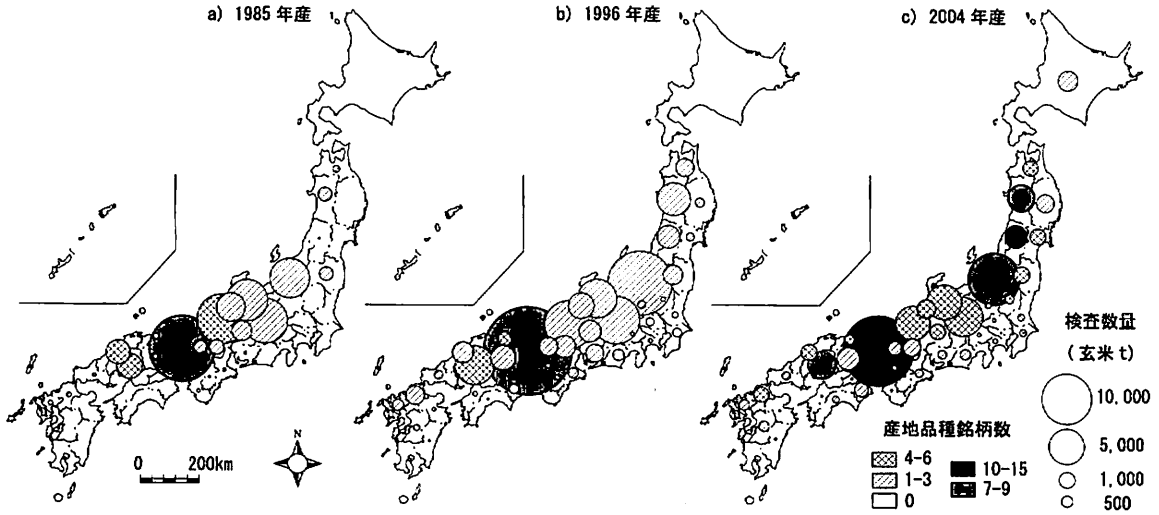 a) 1985 年産
b) 1996 年産
c) 2004 年産
N
0 200km
産地品種銘柄数
4-6
1-3
0
10-15
7-9
検査数量
(玄米 t)
10,000
5,000
1,000
500